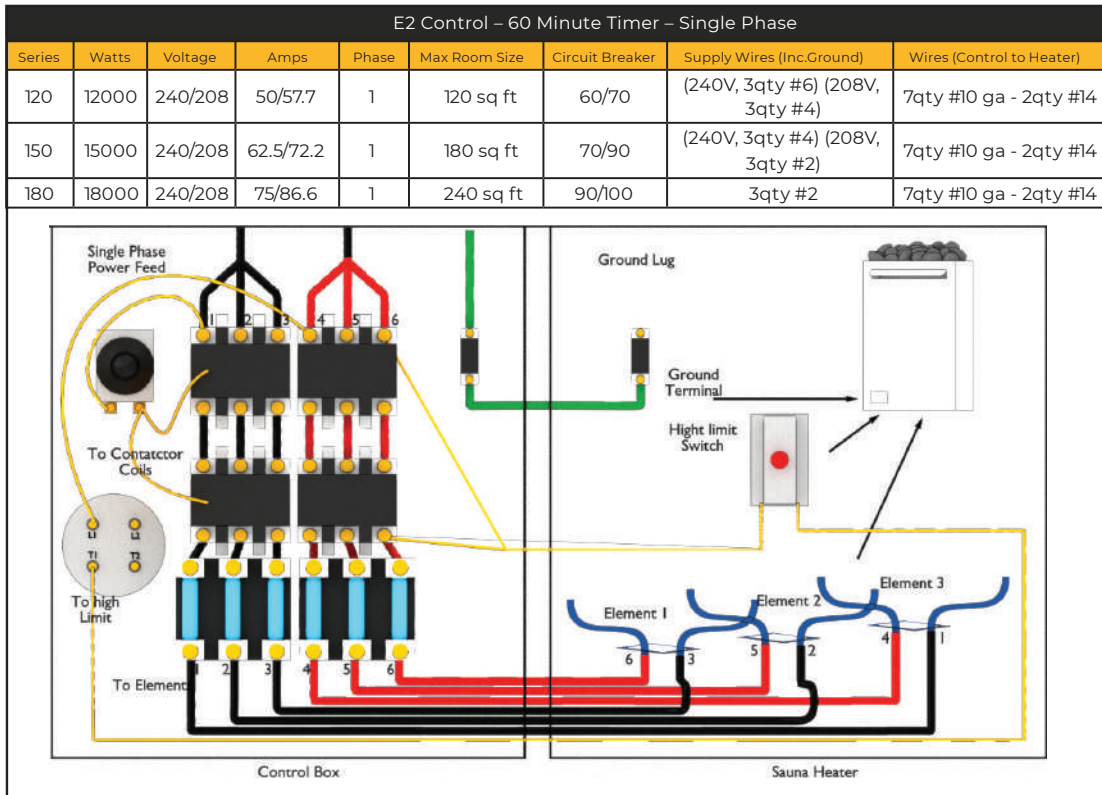 E2 Control – 60 Minute Timer – Single Phase
Series Watts Voltage Amps Phase Max Room Size Circuit Breaker Supply Wires (Inc.Ground) Wires (Control to Heater)
120 12000 240/208 50/57.7 1 120 sq ft 60/70 (240V, 3qty #6) (208V, 3qty #4) 7qty #10 ga - 2qty #14
150 15000 240/208 62.5/72.2 1 180 sq ft 70/90 (240V, 3qty #4) (208V, 3qty #2) 7qty #10 ga - 2qty #14
180 18000 240/208 75/86.6 1 240 sq ft 90/100 3qty #2 7qty #10 ga - 2qty #14
Single Phase
Power Feed
Ground Lug
1 2 3 4 5 6
Ground
Terminal
Hight limit
Switch
To Contatctor
Coils
L1
T1 T2
To high
Limit
Element 1
Element 2
Element 3
6 3 5 2 4 1
1 2 3 4 5 6
To Element
Control Box
Sauna Heater